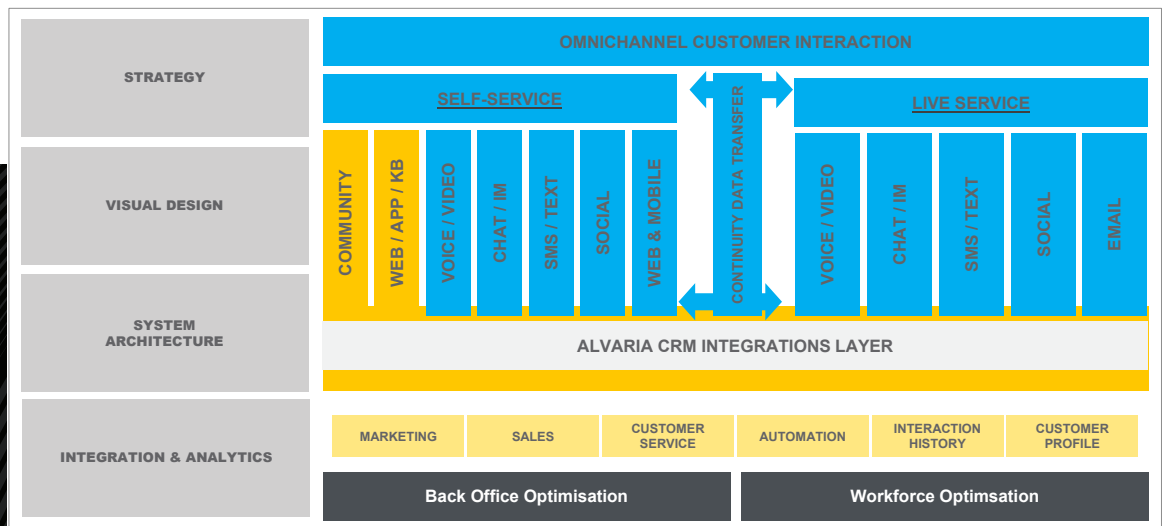 STRATEGY
VISUAL DESIGN
SYSTEM
ARCHITECTURE
INTEGRATION & ANALYTICS
OMNICHANNEL CUSTOMER INTERACTION
SELF-SERVICE
COMMUNITY
WEB / APP / KB
VOICE / VIDEO
CHAT / IM
SMS / TEXT
SOCIAL
WEB & MOBILE
CONTINUITY DATA TRANSFER
LIVE SERVICE
VOICE / VIDEO
CHAT / IM
SMS / TEXT
SOCIAL
EMAIL
ALVARIA CRM INTEGRATIONS LAYER
MARKETING
SALES
CUSTOMER
SERVICE
AUTOMATION
INTERACTION
HISTORY
CUSTOMER
PROFILE
Back Office Optimisation
Workforce Optimsation